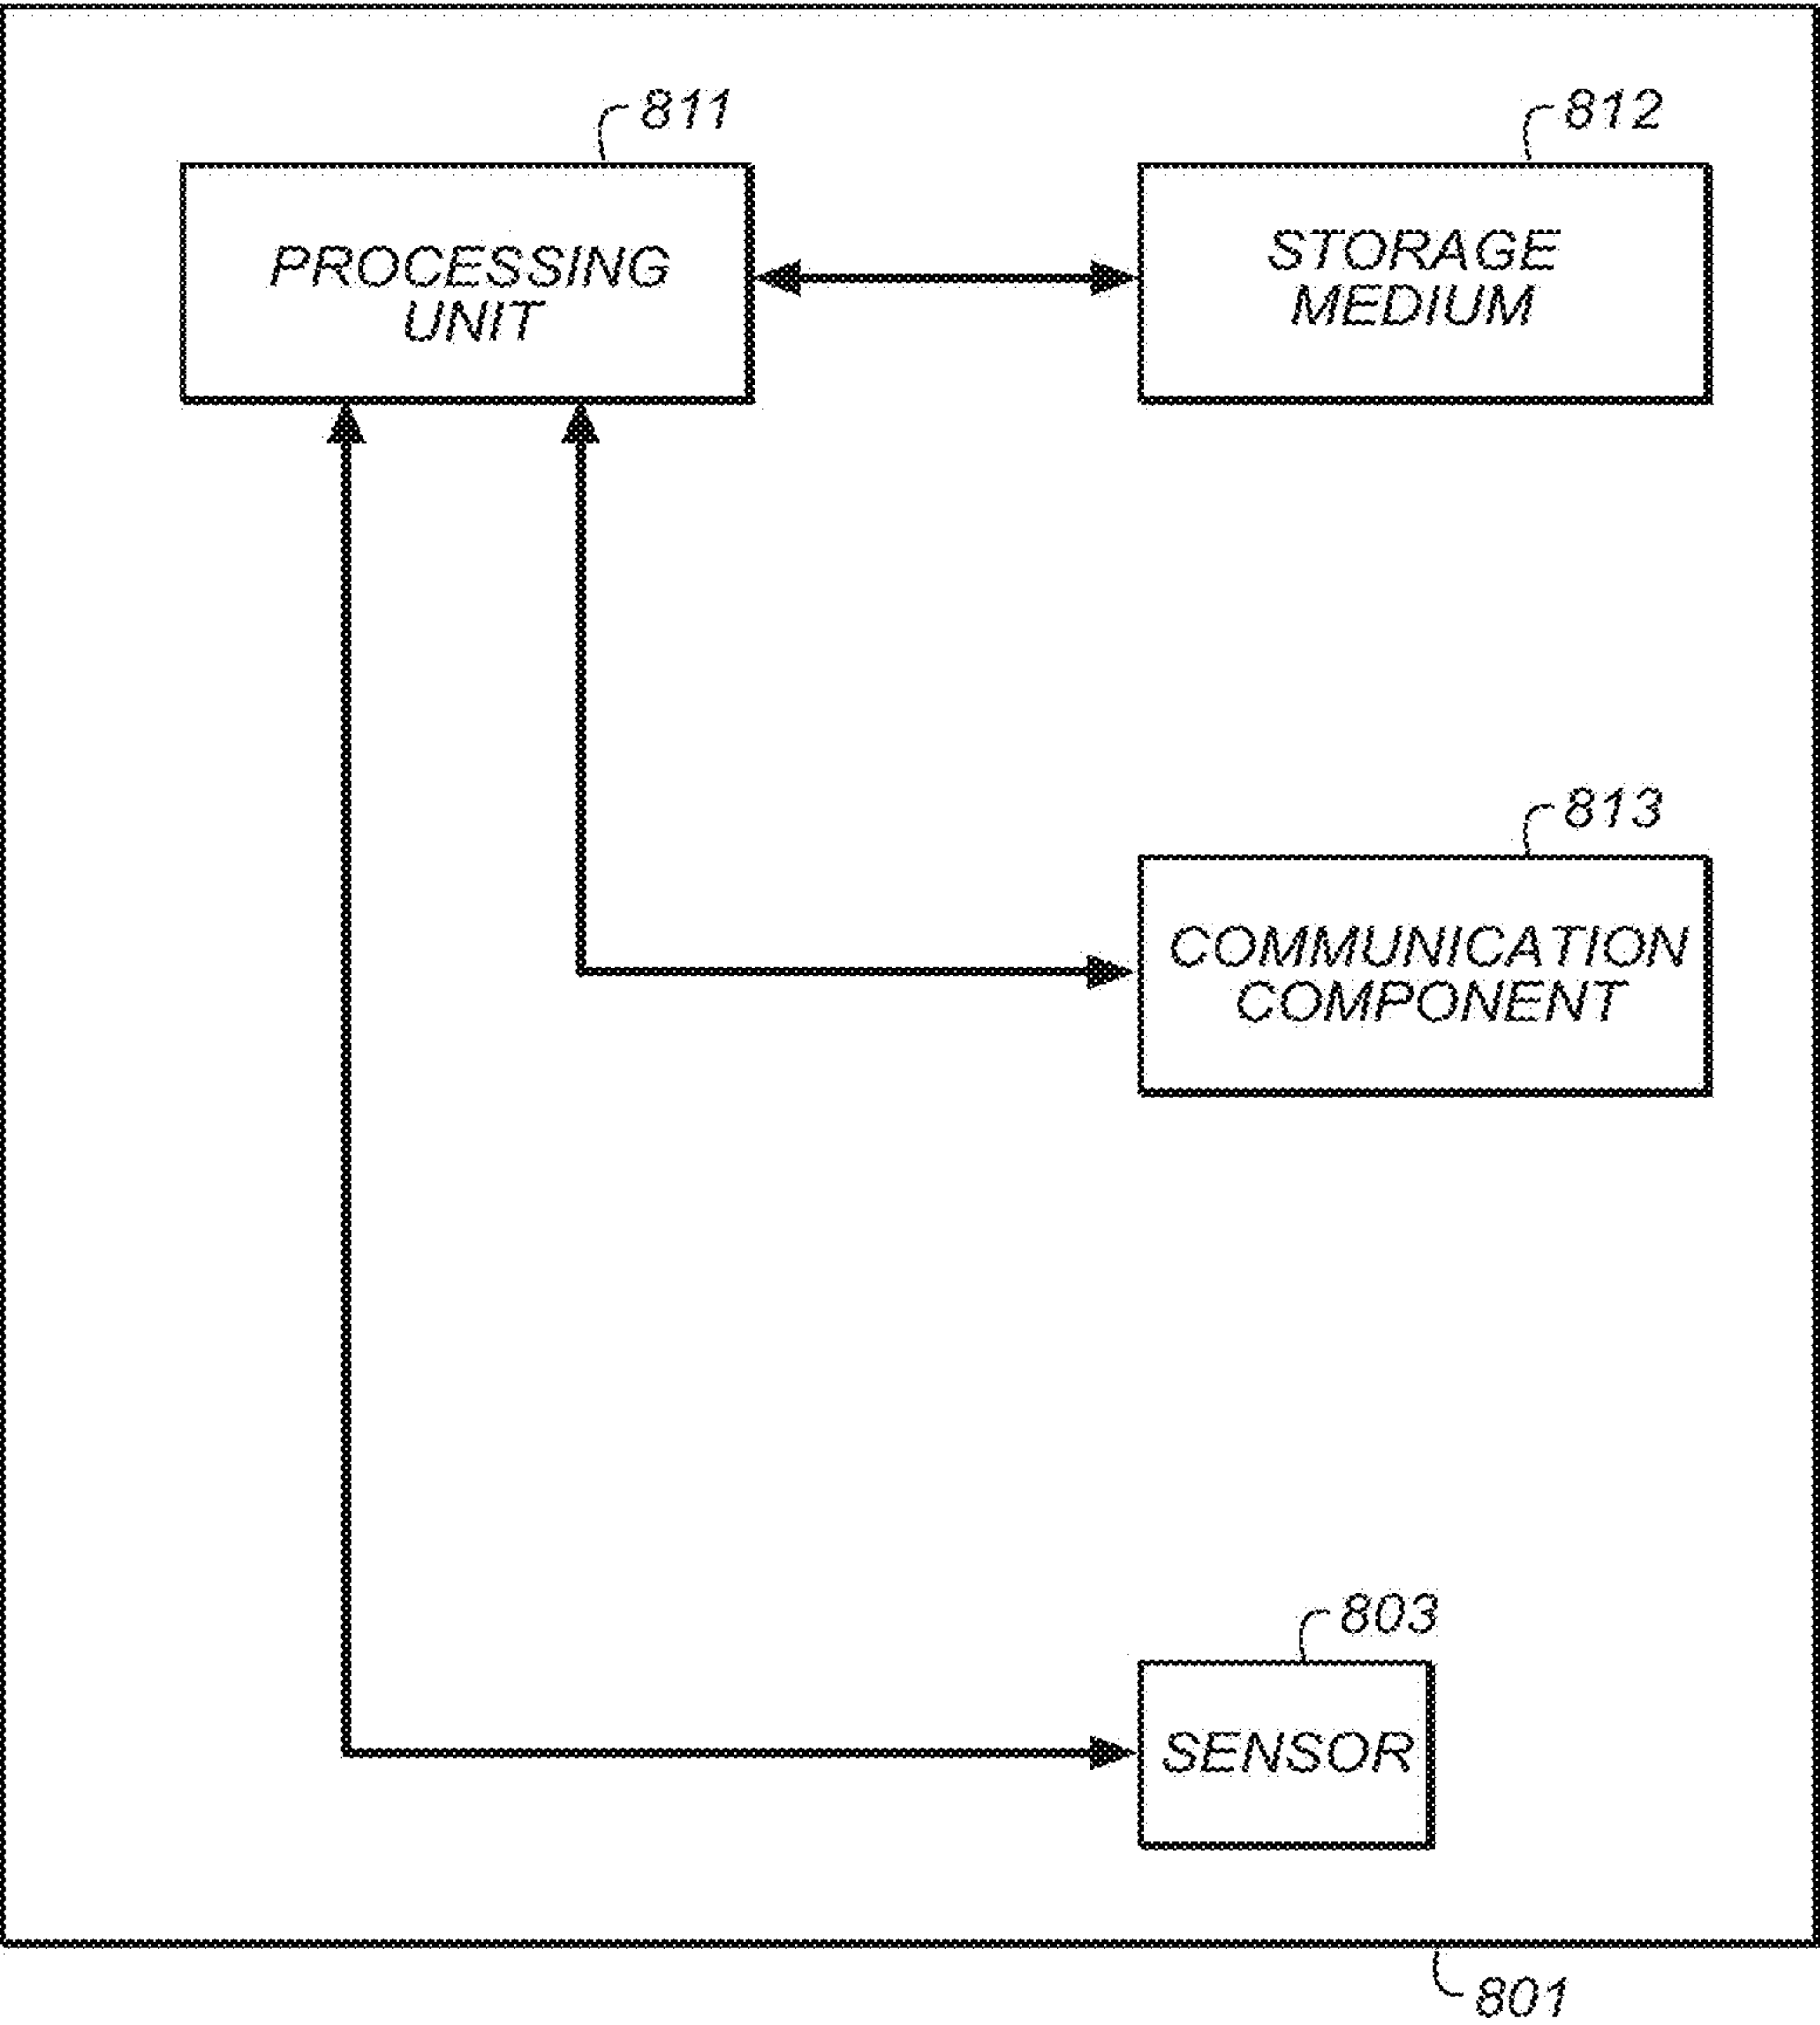 811
812
PROCESSING
UNIT
STORAGE
MEDIUM
813
COMMUNICATION
COMPONENT
803
SENSOR
801